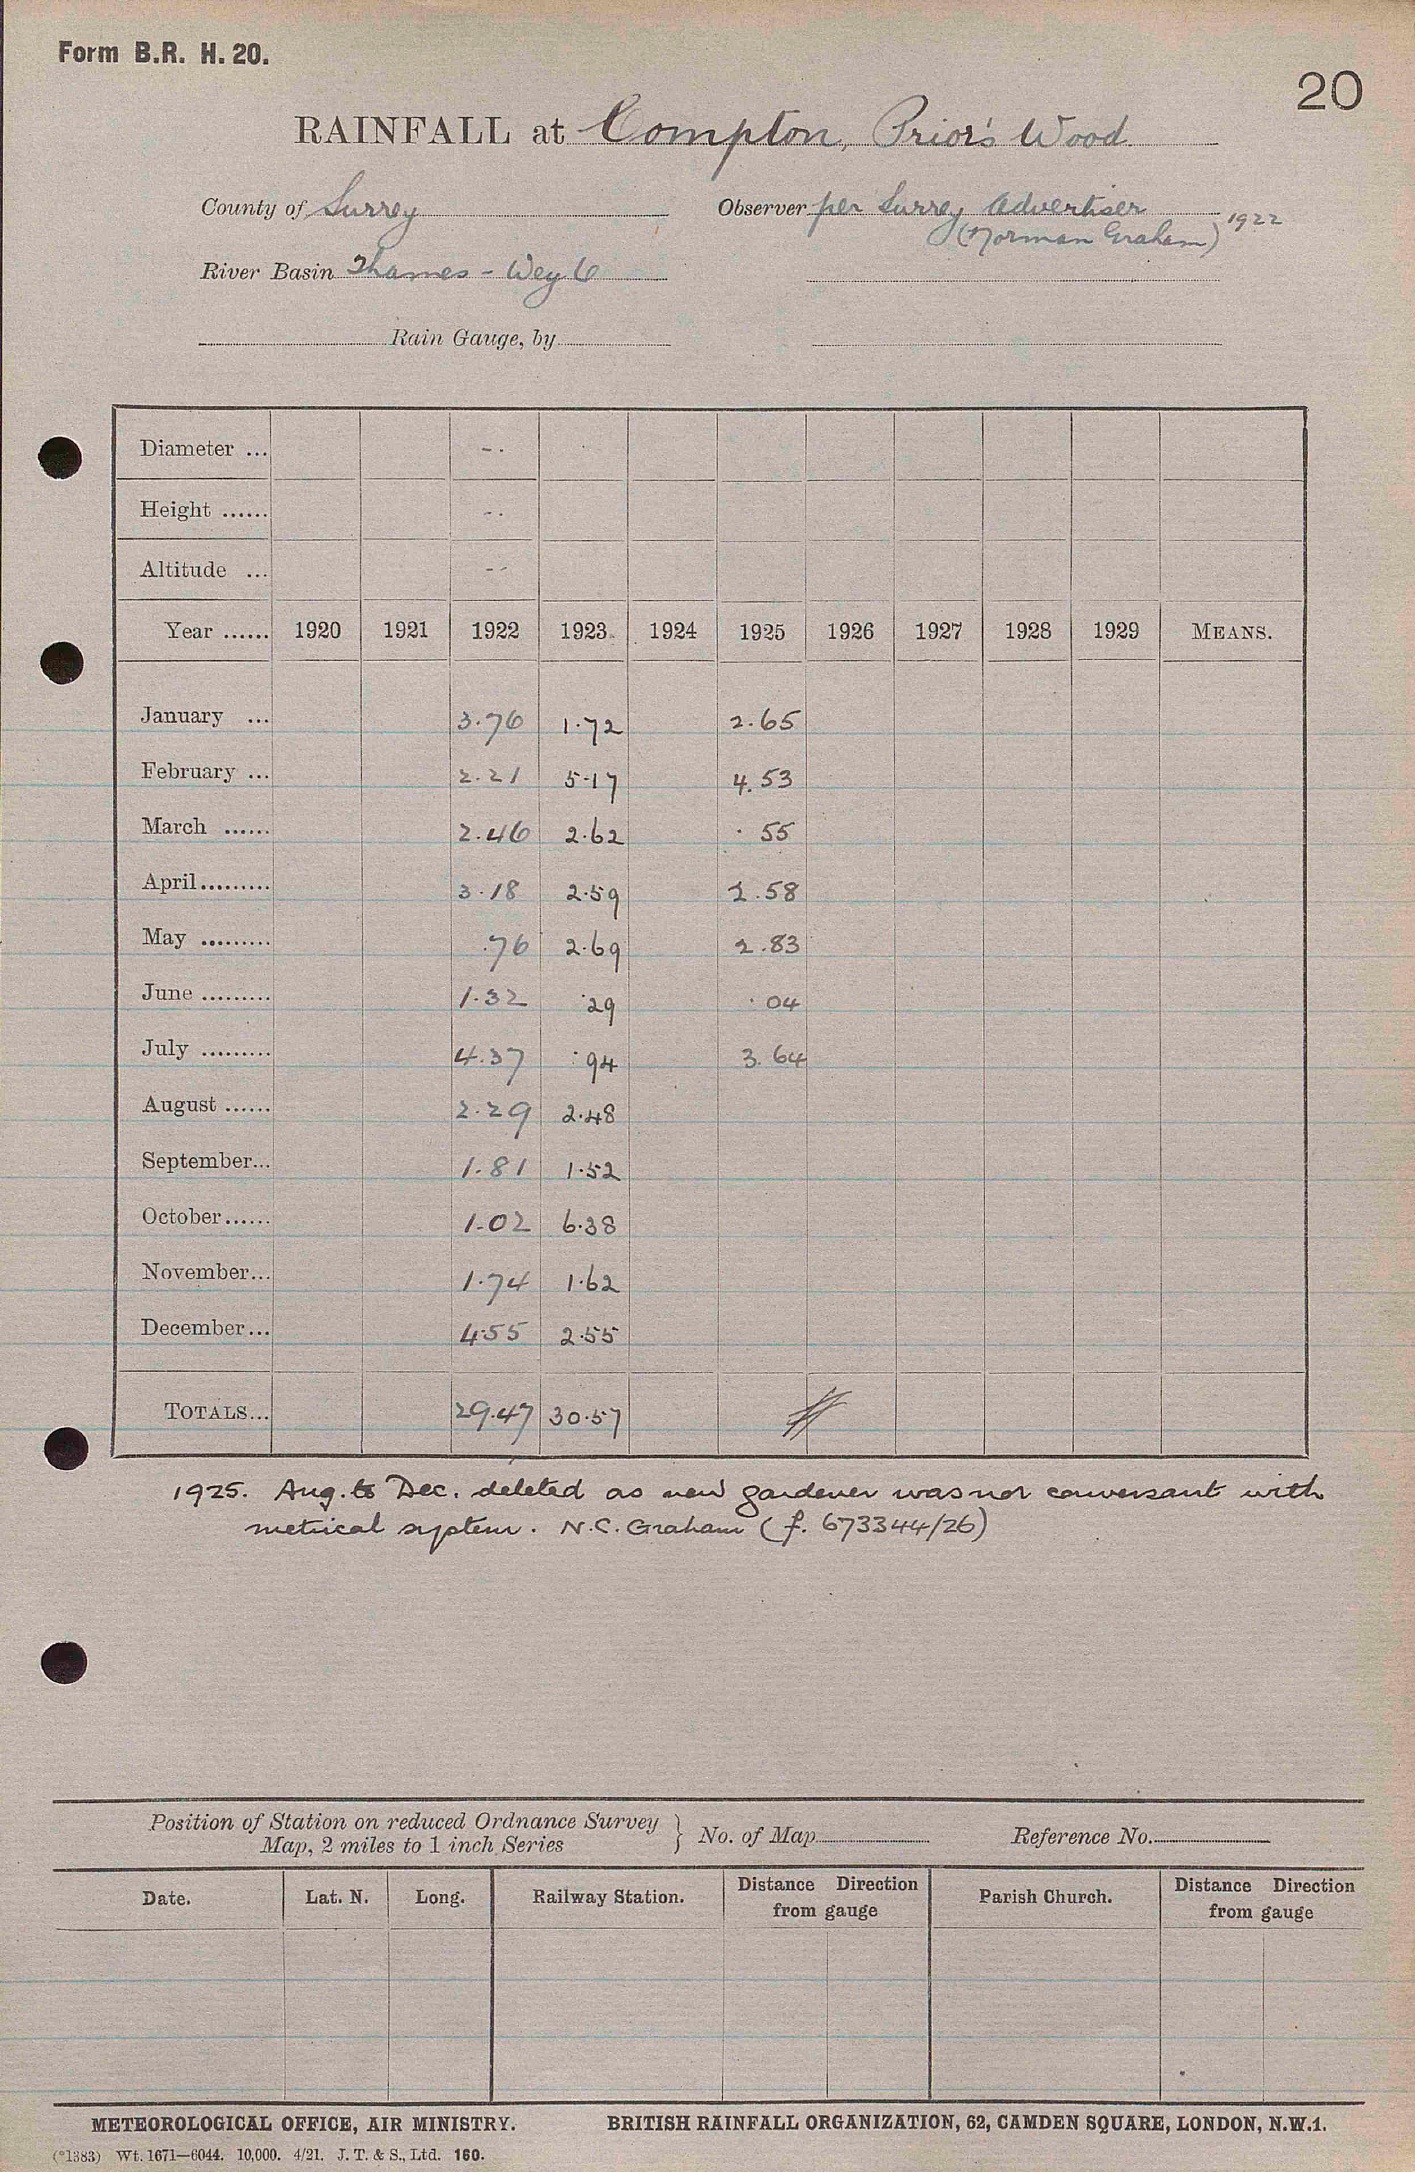 Form B.R. H. 20.
20
RAINFALL at Compton, Prior's Wood
County of Surrey Observer per Surrey Advertiser
(Norman Graham) 1922
River Basin Thames - Wey 6
Rain Gauge, by
Diameter ... - -
Height ...... - -
Altitude ... - -
Year ...... 1920 1921 1922 1923 1924 1925 1926 1927 1928 1929 MEANS.
January ... 3.76 1.72 2.65
February ... 2.21 5.17 4.53
March ...... 2.46 2.62 .55
April......... 3.18 2.59 2.58
May ......... .76 2.69 2.83
June ......... 1.32 .29 .04
July ......... 4.37 .94 3.64
August ...... 2.29 2.48
September... 1.81 1.52
October...... 1.02 6.38
November... 1.74 1.62
December... 4.55 2.55
TOTALS... 29.47 30.57
1925. Aug. to Dec. deleted as new gardener was not conversant with
metrical system. N.C. Graham (f. 673344/26)
Position of Station on reduced Ordnance Survey
Map, 2 miles to 1 inch Series } No. of Map Reference No.
Date. Lat. N. Long. Railway Station. Distance Direction from gauge Parish Church. Distance Direction from gauge
METEOROLOGICAL OFFICE, AIR MINISTRY. BRITISH RAINFALL ORGANIZATION, 62, CAMDEN SQUARE, LONDON, N.W.1.
(*1383) Wt. 1671—6044. 10,000. 4/21. J. T. & S., Ltd. 160.